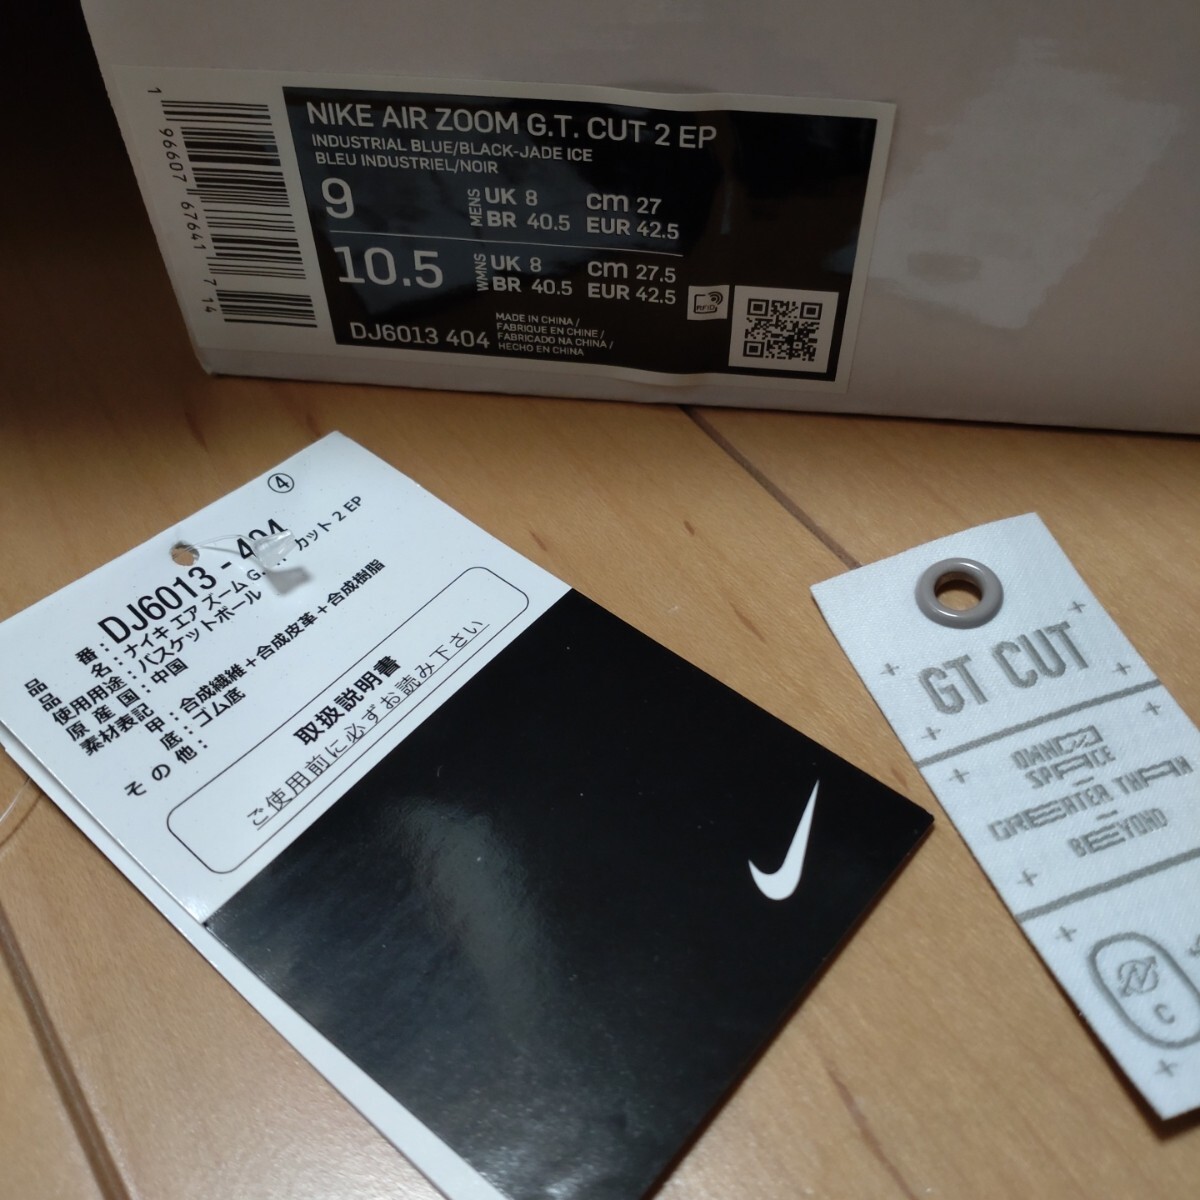 NIKE AIR ZOOM G.T. CUT 2 EP
INDUSTRIAL BLUE/BLACK-JADE ICE
BLEU INDUSTRIEL/NOIR
9 MENS UK 8 cm 27
BR 40.5 EUR 42.5
10.5 WMNS UK 8 cm 27.5
BR 40.5 EUR 42.5
RFID
DJ6013 404
MADE IN CHINA /
FABRIQUE EN CHINE /
FABRICADO NA CHINA /
HECHO EN CHINA
1 96607 67641 7 14
④
品番: DJ6013-404
品名: ナイキ エア ズーム G. カット 2 EP
使用用途: バスケットボール
原産国: 中国
素材表記
甲: 合成繊維+合成皮革+合成樹脂
底: ゴム底
その他:
取扱説明書
ご使用前に必ずお読み下さい
GT CUT
OWN
SPACE
GREATER THAN
BEYOND
C